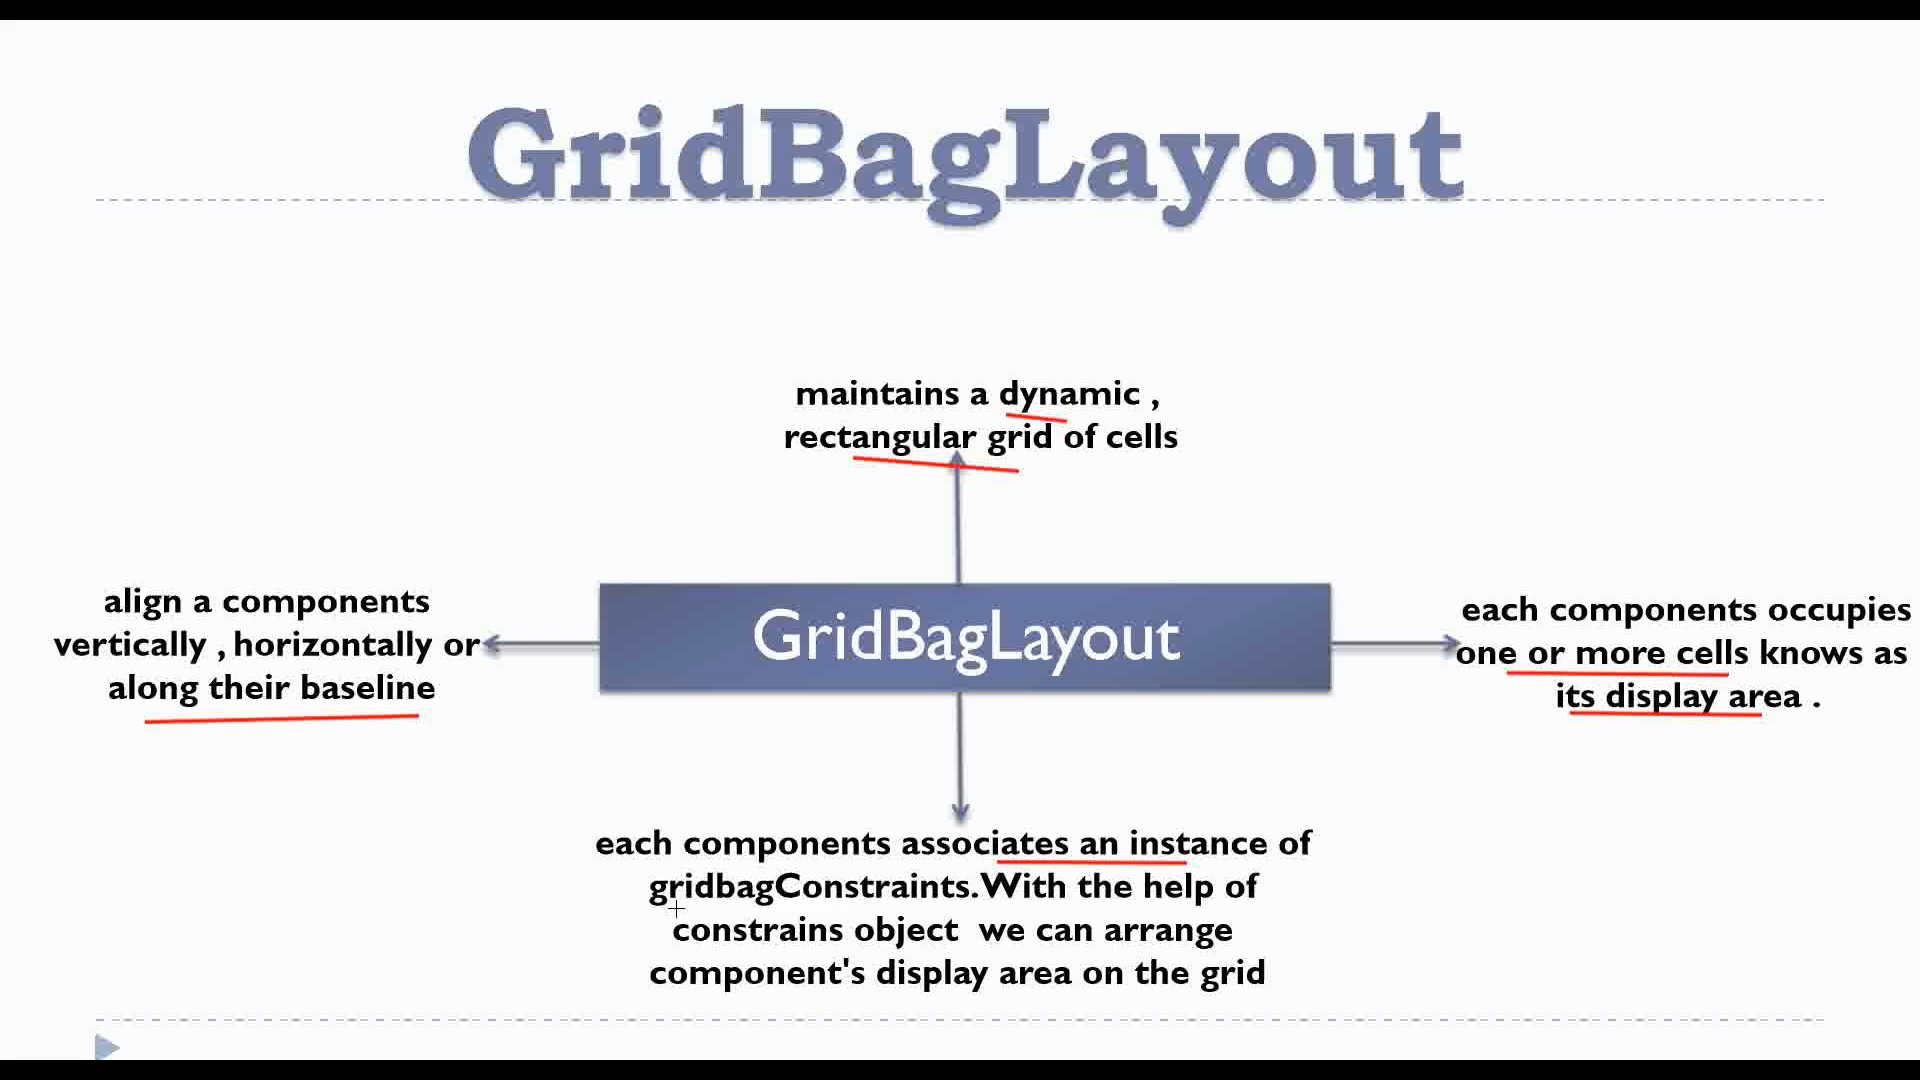 GridBagLayout
maintains a dynamic ,
rectangular grid of cells
align a components
vertically , horizontally or
along their baseline
GridBagLayout
each components occupies
one or more cells knows as
its display area .
each components associates an instance of
gridbagConstraints. With the help of
constrains object we can arrange
component's display area on the grid